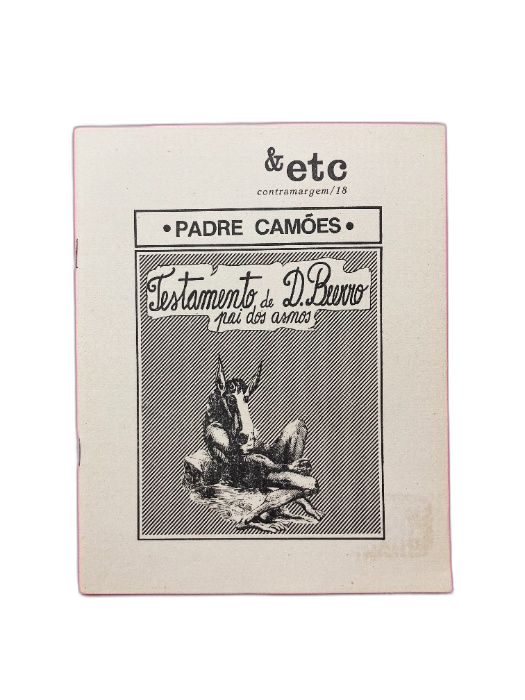 & etc
contramargem/18
• PADRE CAMÕES •
Testamento de D. Burro
pai dos asnos